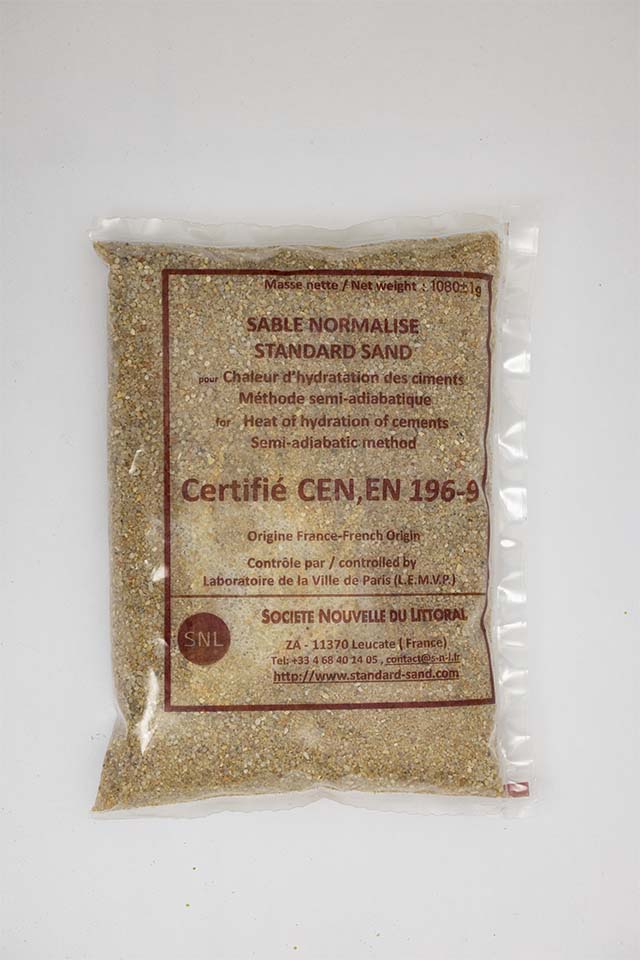 Masse nette / Net weight : 1080±1g
SABLE NORMALISE
STANDARD SAND
pour Chaleur d'hydratation des ciments
Méthode semi-adiabatique
for Heat of hydration of cements
Semi-adiabatic method
Certifié CEN, EN 196-9
Origine France-French Origin
Contrôle par / controlled by
Laboratoire de la Ville de Paris (L.E.M.V.P.)
SNL
SOCIETE NOUVELLE DU LITTORAL
ZA - 11370 Leucate ( France)
Tel: +33 4 68 40 14 05 , contact@s-n-l.fr
http://www.standard-sand.com